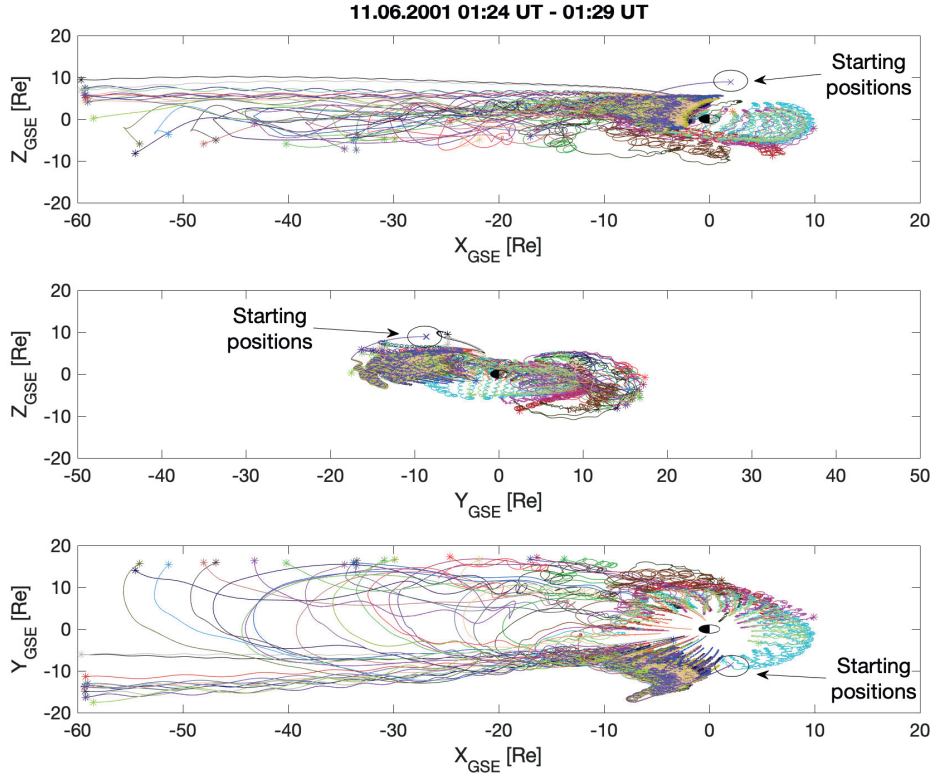 11.06.2001 01:24 UT - 01:29 UT
20
10
0
-10
-20
Z_GSE [Re]
Starting
positions
-60 -50 -40 -30 -20 -10 0 10 20
X_GSE [Re]
20
10
0
-10
-20
Z_GSE [Re]
Starting
positions
-50 -40 -30 -20 -10 0 10 20 30 40 50
Y_GSE [Re]
20
10
0
-10
-20
Y_GSE [Re]
Starting
positions
-60 -50 -40 -30 -20 -10 0 10 20
X_GSE [Re]